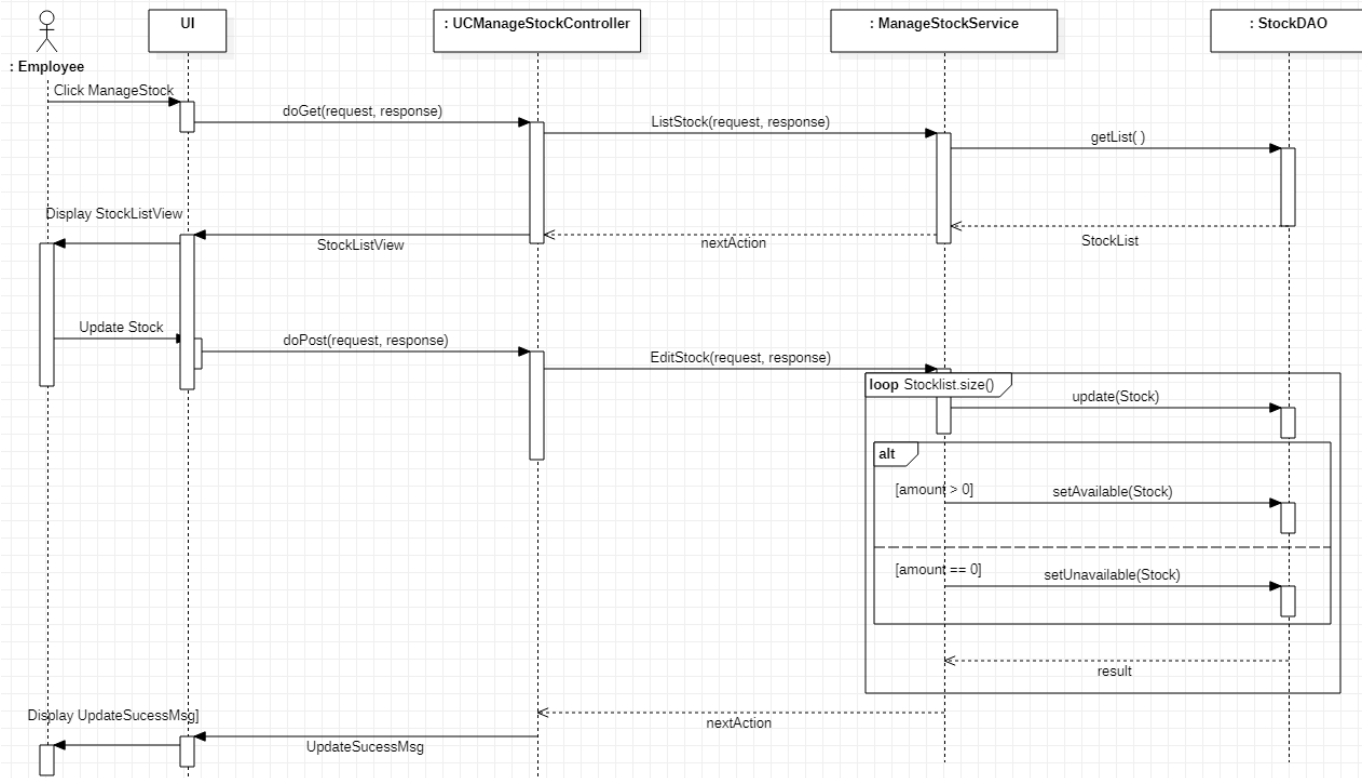 UI
: UCManageStockController
: ManageStockService
: StockDAO
: Employee
Click ManageStock
doGet(request, response)
ListStock(request, response)
getList( )
Display StockListView
StockListView
nextAction
StockList
Update Stock
doPost(request, response)
EditStock(request, response)
loop Stocklist.size()
update(Stock)
alt
[amount > 0]
setAvailable(Stock)
[amount == 0]
setUnavailable(Stock)
result
Display UpdateSucessMsg]
nextAction
UpdateSucessMsg